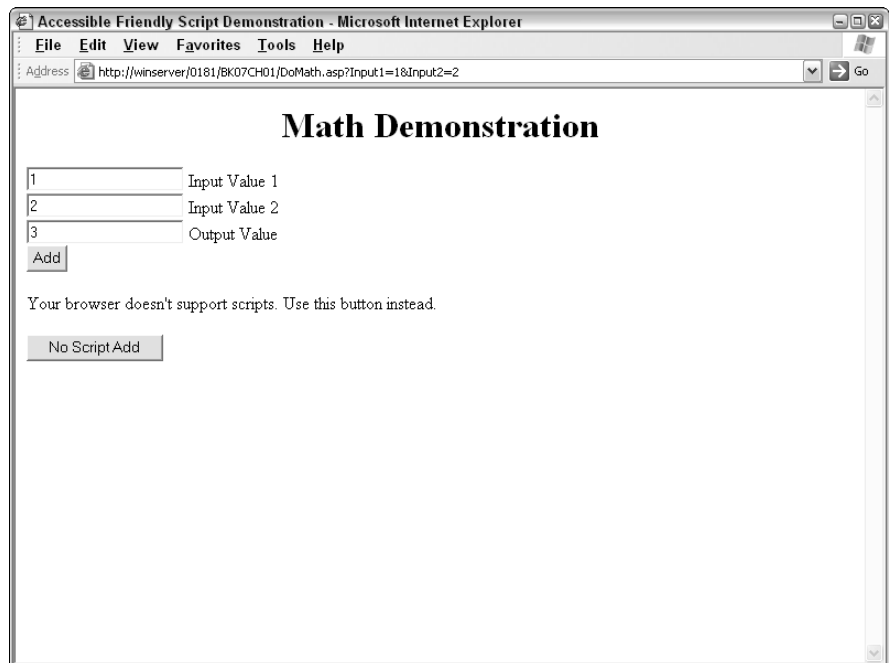 Accessible Friendly Script Demonstration - Microsoft Internet Explorer
File Edit View Favorites Tools Help
Address http://winserver/0181/BK07CH01/DoMath.asp?Input1=1&Input2=2 Go
Math Demonstration
1 Input Value 1
2 Input Value 2
3 Output Value
Add
Your browser doesn't support scripts. Use this button instead.
No Script Add